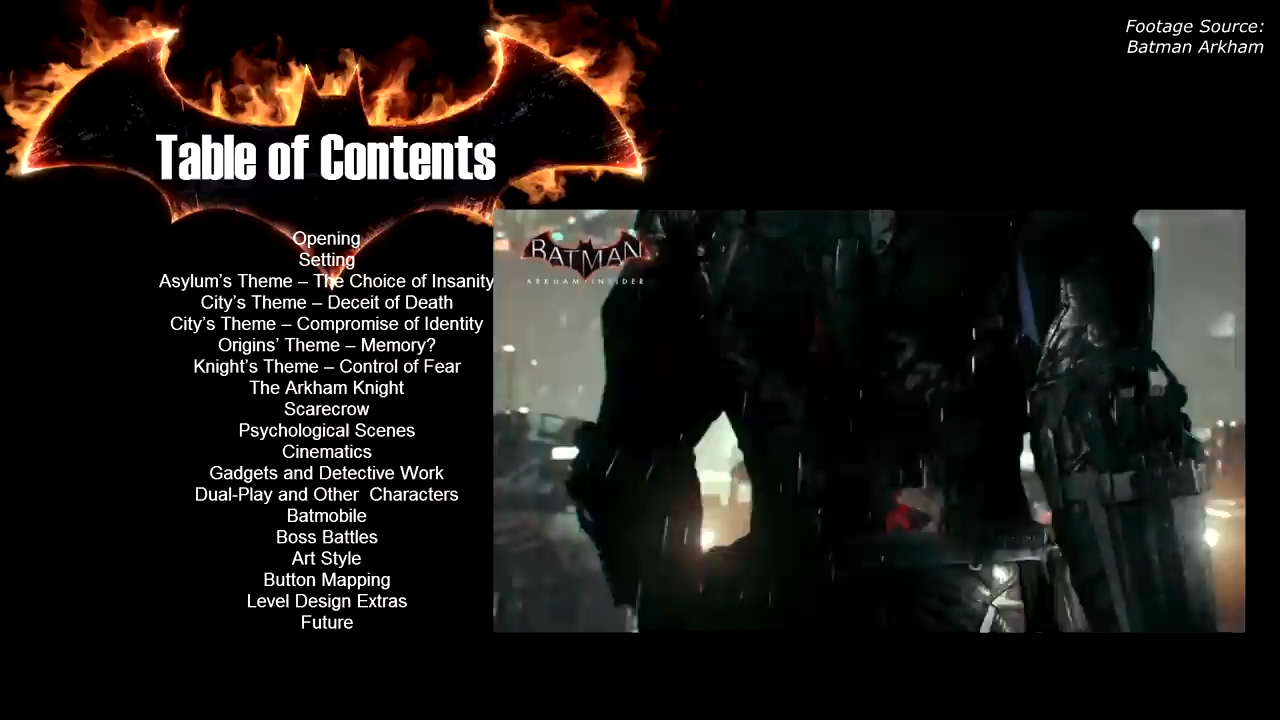 Footage Source:
Batman Arkham
Table of Contents
Opening
Setting
Asylum's Theme – The Choice of Insanity
City's Theme – Deceit of Death
City's Theme – Compromise of Identity
Origins' Theme – Memory?
Knight's Theme – Control of Fear
The Arkham Knight
Scarecrow
Psychological Scenes
Cinematics
Gadgets and Detective Work
Dual-Play and Other  Characters
Batmobile
Boss Battles
Art Style
Button Mapping
Level Design Extras
Future
BATMAN
ARKHAM INSIDER